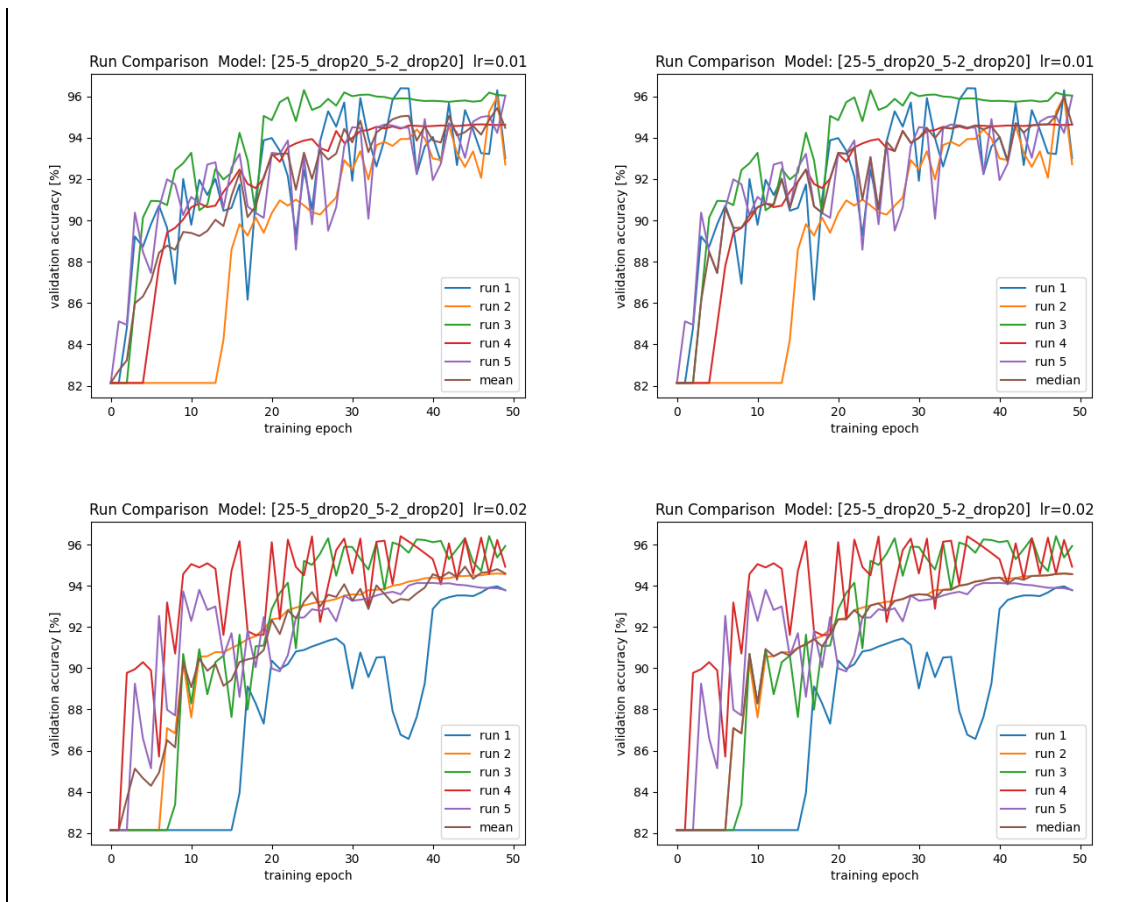 Run Comparison  Model: [25-5_drop20_5-2_drop20]  lr=0.01
validation accuracy [%]
96
94
92
90
88
86
84
82
run 1
run 2
run 3
run 4
run 5
mean
0 10 20 30 40 50
training epoch
Run Comparison  Model: [25-5_drop20_5-2_drop20]  lr=0.01
validation accuracy [%]
96
94
92
90
88
86
84
82
run 1
run 2
run 3
run 4
run 5
median
0 10 20 30 40 50
training epoch
Run Comparison  Model: [25-5_drop20_5-2_drop20]  lr=0.02
validation accuracy [%]
96
94
92
90
88
86
84
82
run 1
run 2
run 3
run 4
run 5
mean
0 10 20 30 40 50
training epoch
Run Comparison  Model: [25-5_drop20_5-2_drop20]  lr=0.02
validation accuracy [%]
96
94
92
90
88
86
84
82
run 1
run 2
run 3
run 4
run 5
median
0 10 20 30 40 50
training epoch